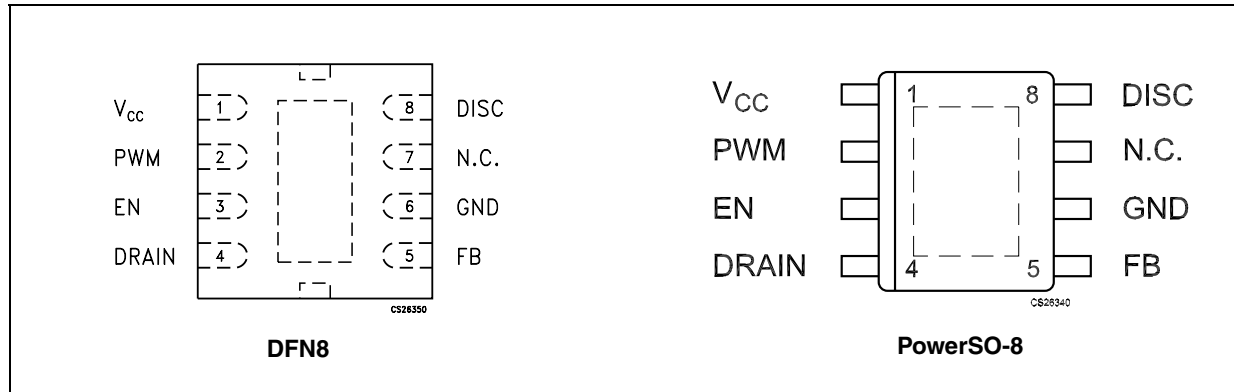 VCC 1 8 DISC
PWM 2 7 N.C.
EN 3 6 GND
DRAIN 4 5 FB
CS26350
DFN8
VCC 1 8 DISC
PWM N.C.
EN GND
DRAIN 4 5 FB
CS26340
PowerSO-8